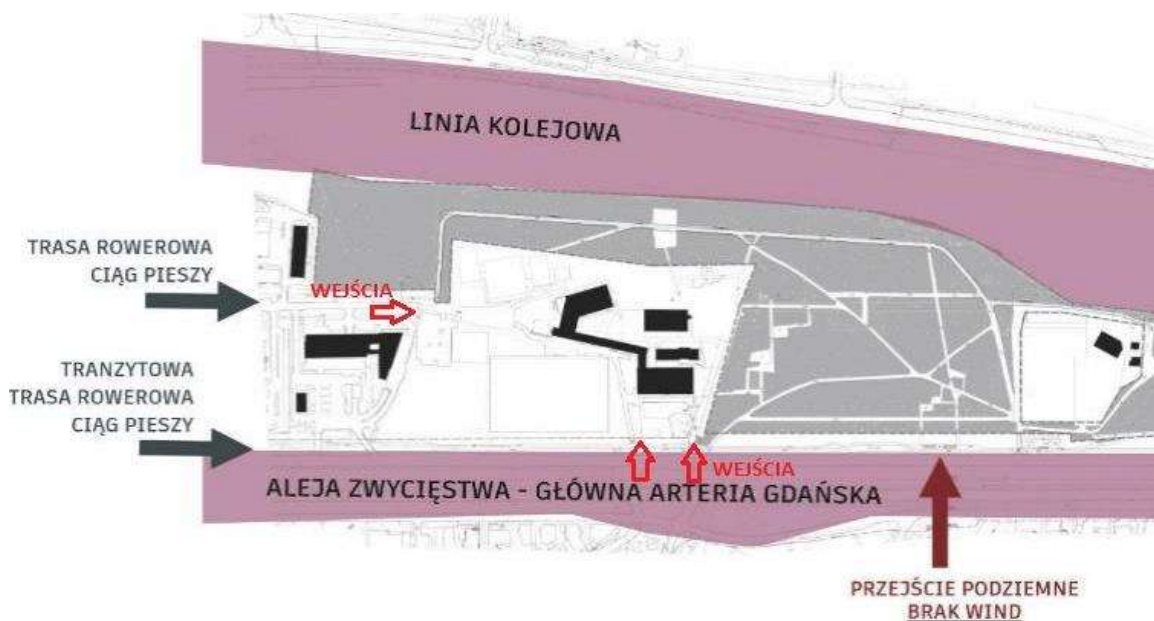 LINIA KOLEJOWA
TRASA ROWEROWA
CIĄG PIESZY
WEJŚCIA
TRANZYTOWA
TRASA ROWEROWA
CIĄG PIESZY
WEJŚCIA
ALEJA ZWYCIĘSTWA - GŁÓWNA ARTERIA GDAŃSKA
PRZEJŚCIE PODZIEMNE
BRAK WIND